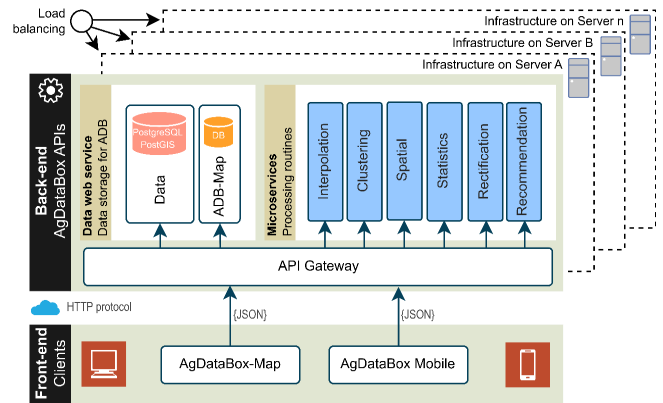 Load
balancing
Infrastructure on Server n
Infrastructure on Server B
Infrastructure on Server A
Back-end
AgDataBox APIs
Data web service
Data storage for ADB
PostgreSQL
PostGIS
Data
DB
ADB-Map
Microservices
Processing routines
Interpolation
Clustering
Spatial
Statistics
Rectification
Recommendation
API Gateway
HTTP protocol
{JSON}
{JSON}
Front-end
Clients
AgDataBox-Map
AgDataBox Mobile